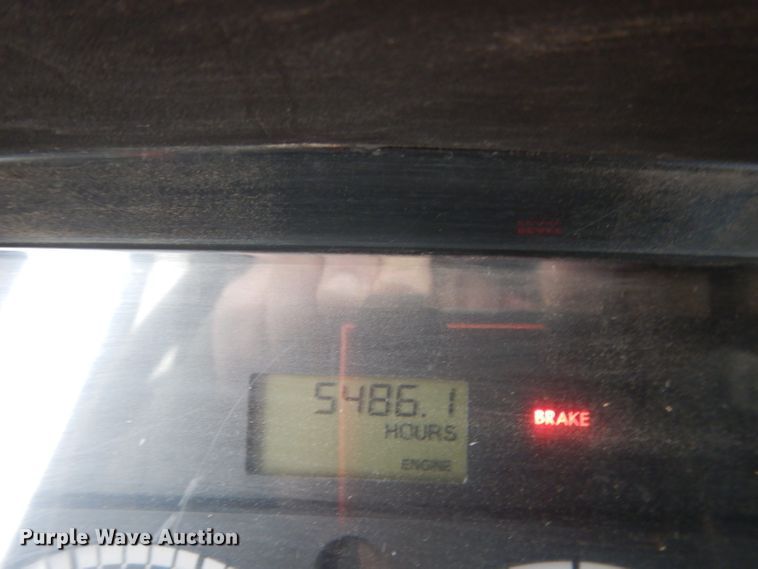 5486.1
HOURS
BRAKE
ENGINE
Purple Wave Auction